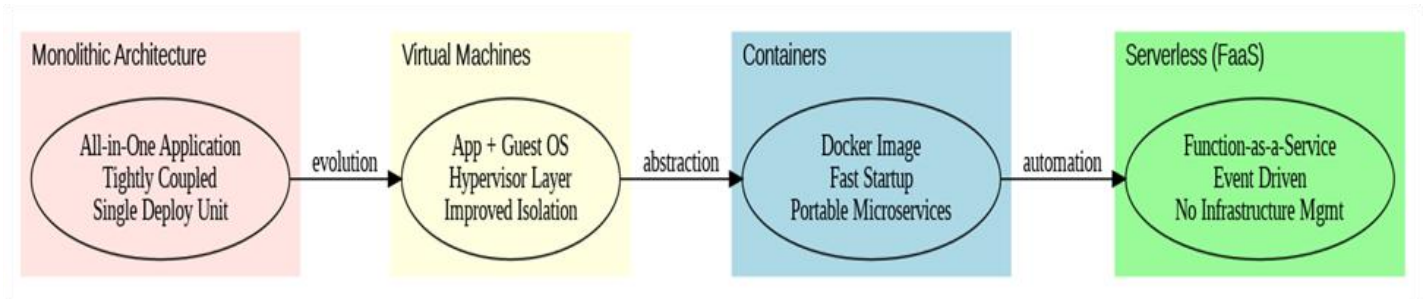 Monolithic Architecture
All-in-One Application
Tightly Coupled
Single Deploy Unit
evolution
Virtual Machines
App + Guest OS
Hypervisor Layer
Improved Isolation
abstraction
Containers
Docker Image
Fast Startup
Portable Microservices
automation
Serverless (FaaS)
Function-as-a-Service
Event Driven
No Infrastructure Mgmt